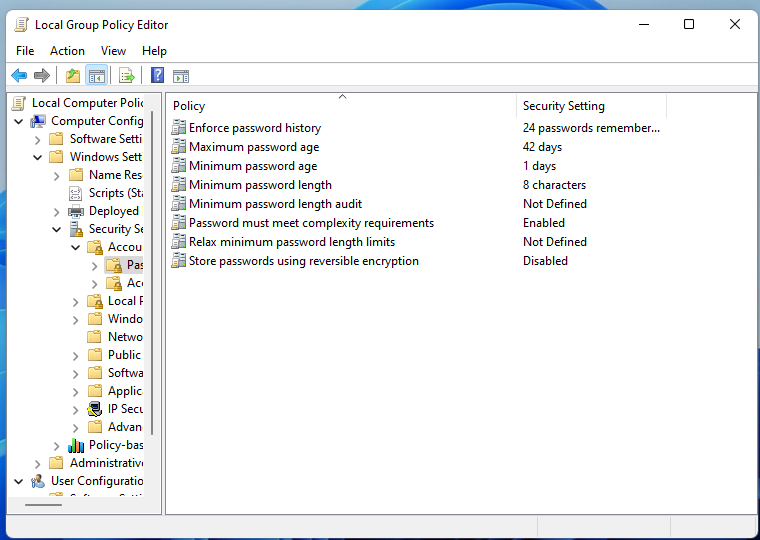 Local Group Policy Editor
File Action View Help
Local Computer Polic
Computer Config
Software Setti
Windows Sett
Name Res
Scripts (Sta
Deployed
Security Se
Accou
Pas
Acc
Local P
Windo
Netwo
Public
Softwa
Applic
IP Secu
Advan
Policy-bas
Administrativ
User Configuratio
Policy Security Setting
Enforce password history 24 passwords remember...
Maximum password age 42 days
Minimum password age 1 days
Minimum password length 8 characters
Minimum password length audit Not Defined
Password must meet complexity requirements Enabled
Relax minimum password length limits Not Defined
Store passwords using reversible encryption Disabled